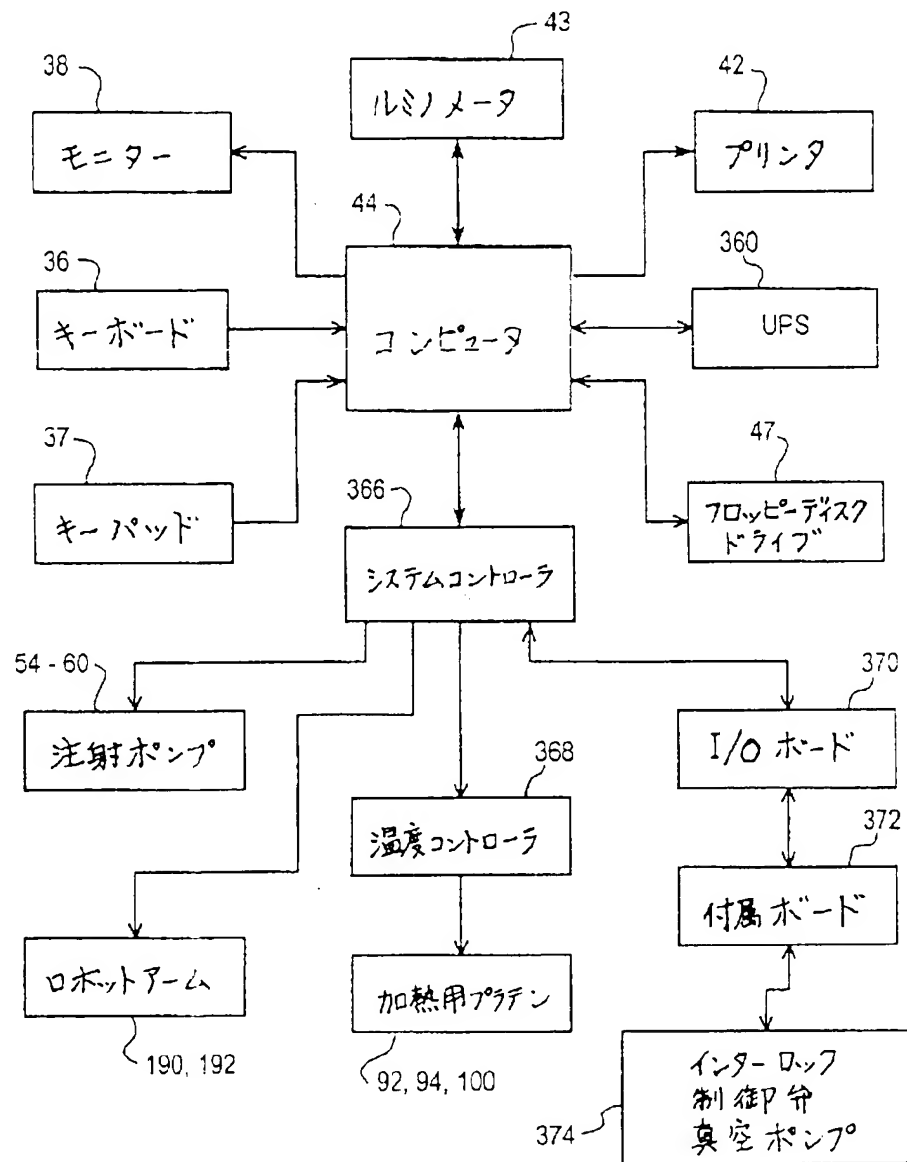 43
ルミノメータ
38
モニター
42
プリンタ
44
コンピュータ
36
キーボード
360
UPS
37
キーパッド
47
フロッピーディスク
ドライブ
366
システムコントローラ
54 - 60
注射ポンプ
370
I/O ボード
368
温度コントローラ
372
付属ボード
ロボットアーム
190, 192
加熱用プラテン
92, 94, 100
374
インターロック
制御弁
真空ポンプ